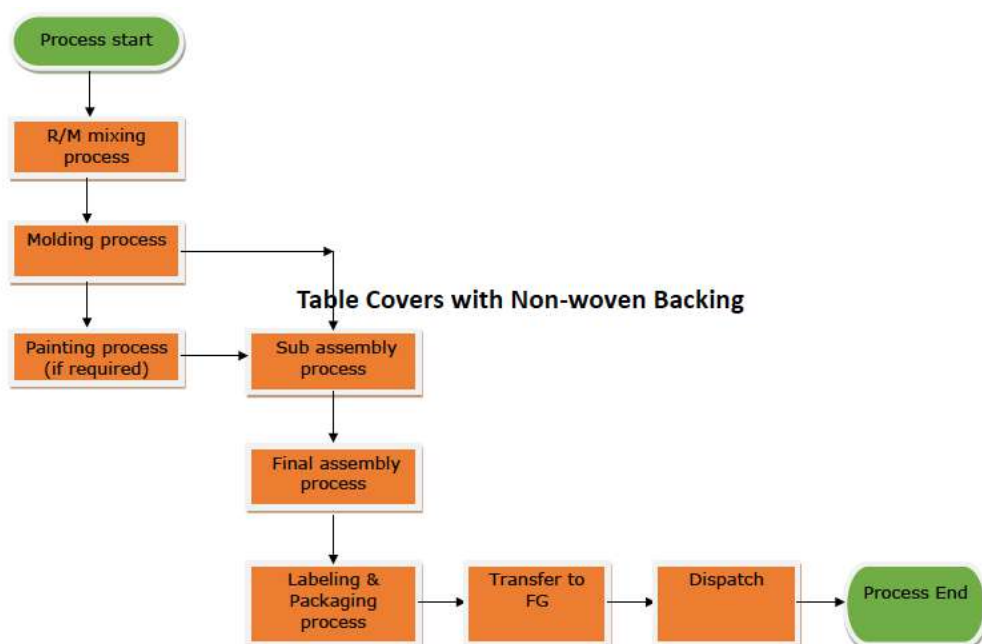 Process start
R/M mixing
process
Molding process
Table Covers with Non-woven Backing
Painting process
(if required)
Sub assembly
process
Final assembly
process
Labeling &
Packaging
process
Transfer to
FG
Dispatch
Process End